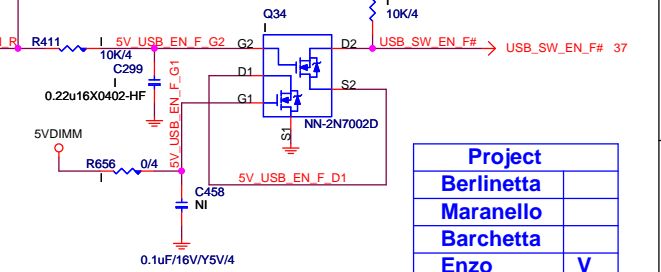 Q34
10K/4
R411
5V_USB_EN_F_G2
G2
D2
USB_SW_EN_F#
USB_SW_EN_F# 37
10K/4
C299
D1
S2
0.22u16X0402-HF
G1
5V_USB_EN_F_G1
NN-2N7002D
S1
5VDIMM
R656
0/4
5V_USB_EN_F_D1
C458
NI
0.1uF/16V/Y5V/4
Project
Berlinetta
Maranello
Barchetta
Enzo V